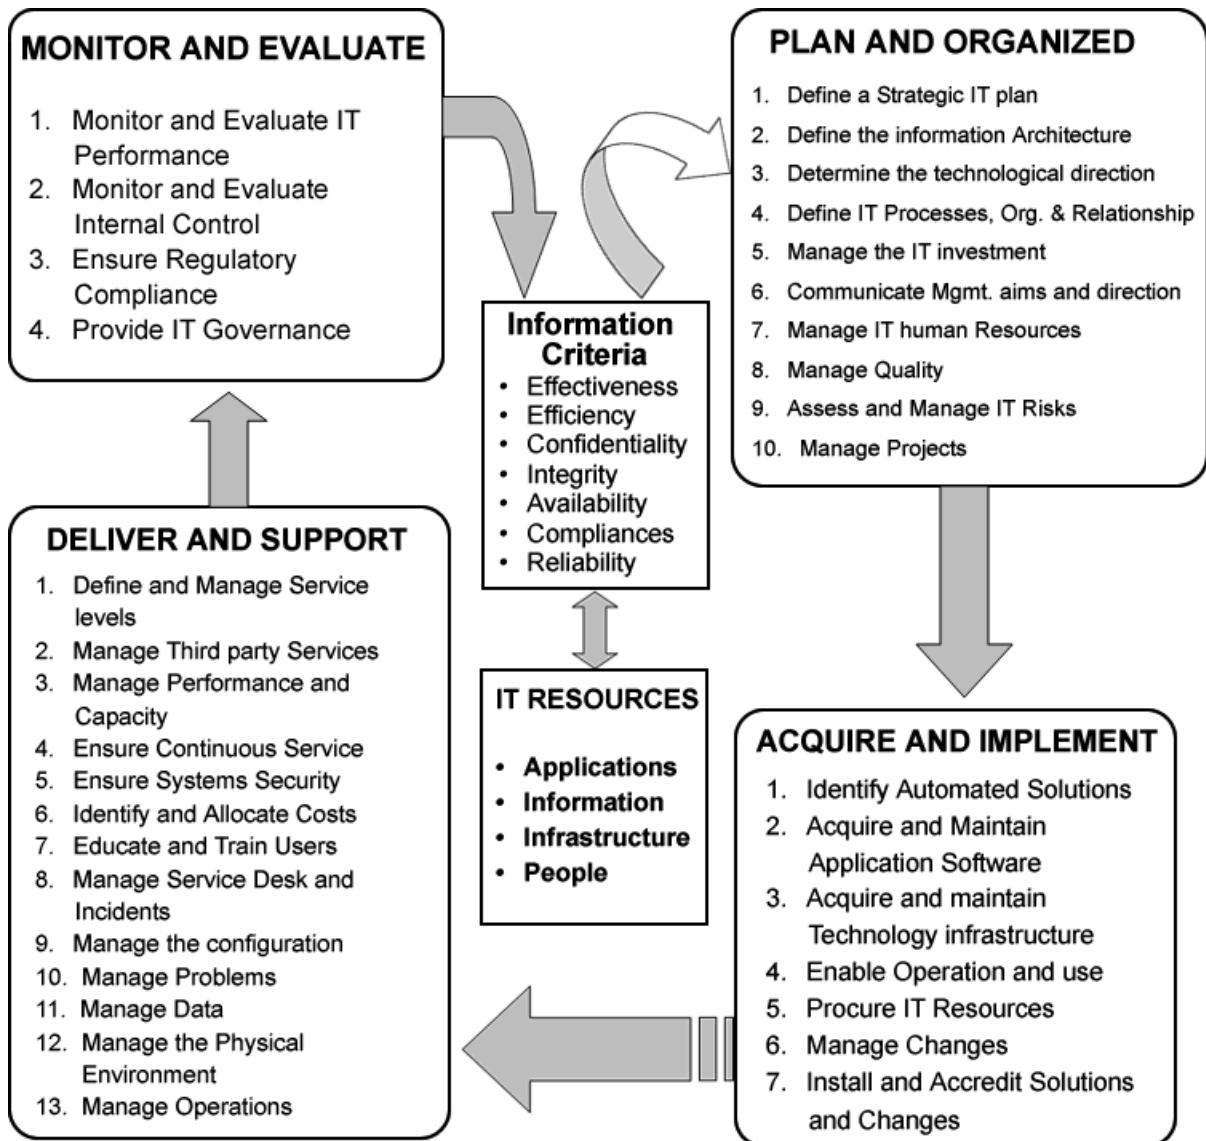 MONITOR AND EVALUATE
1. Monitor and Evaluate IT
Performance
2. Monitor and Evaluate
Internal Control
3. Ensure Regulatory
Compliance
4. Provide IT Governance
PLAN AND ORGANIZED
1. Define a Strategic IT plan
2. Define the information Architecture
3. Determine the technological direction
4. Define IT Processes, Org. & Relationship
5. Manage the IT investment
6. Communicate Mgmt. aims and direction
7. Manage IT human Resources
8. Manage Quality
9. Assess and Manage IT Risks
10. Manage Projects
Information
Criteria
• Effectiveness
• Efficiency
• Confidentiality
• Integrity
• Availability
• Compliances
• Reliability
DELIVER AND SUPPORT
1. Define and Manage Service
levels
2. Manage Third party Services
3. Manage Performance and
Capacity
4. Ensure Continuous Service
5. Ensure Systems Security
6. Identify and Allocate Costs
7. Educate and Train Users
8. Manage Service Desk and
Incidents
9. Manage the configuration
10. Manage Problems
11. Manage Data
12. Manage the Physical
Environment
13. Manage Operations
IT RESOURCES
• Applications
• Information
• Infrastructure
• People
ACQUIRE AND IMPLEMENT
1. Identify Automated Solutions
2. Acquire and Maintain
Application Software
3. Acquire and maintain
Technology infrastructure
4. Enable Operation and use
5. Procure IT Resources
6. Manage Changes
7. Install and Accredit Solutions
and Changes